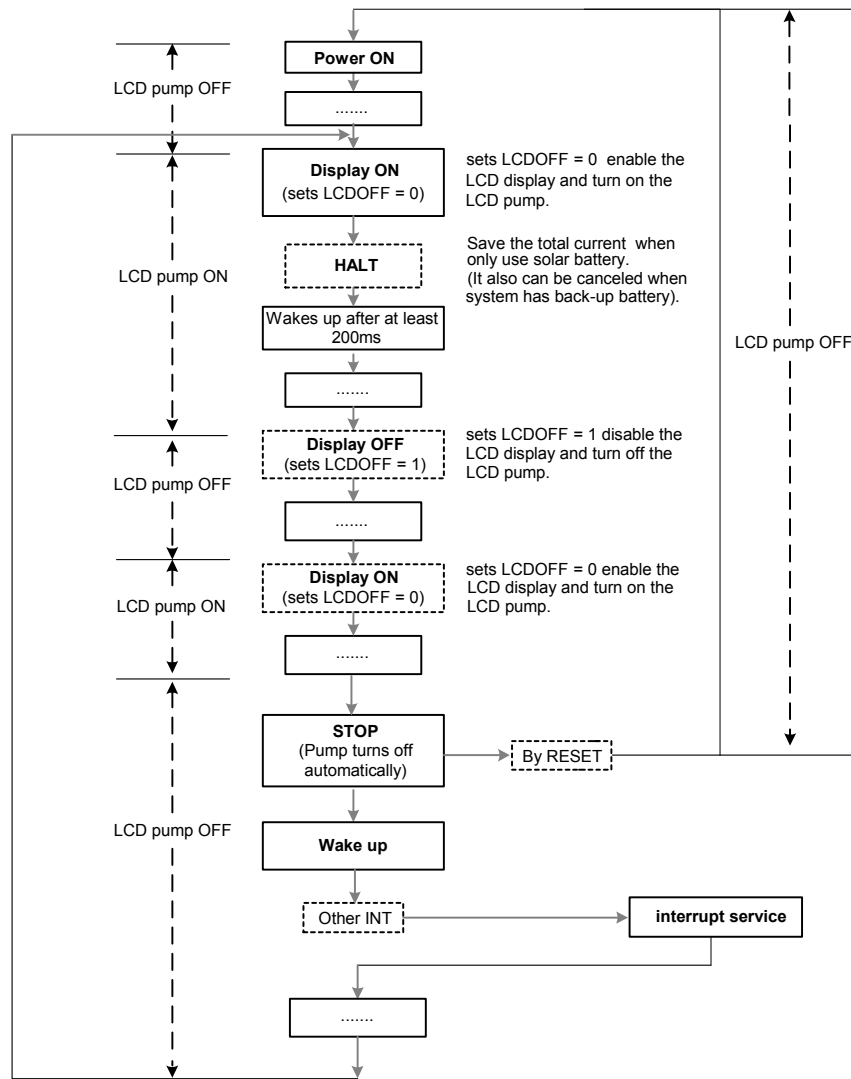 Power ON
LCD pump OFF
.......
Display ON
(sets LCDOFF = 0)
sets LCDOFF = 0 enable the
LCD display and turn on the
LCD pump.
HALT
Save the total current when
only use solar battery.
(It also can be canceled when
system has back-up battery).
LCD pump ON
Wakes up after at least
200ms
LCD pump OFF
.......
Display OFF
(sets LCDOFF = 1)
sets LCDOFF = 1 disable the
LCD display and turn off the
LCD pump.
LCD pump OFF
.......
Display ON
(sets LCDOFF = 0)
sets LCDOFF = 0 enable the
LCD display and turn on the
LCD pump.
LCD pump ON
.......
STOP
(Pump turns off
automatically)
By RESET
LCD pump OFF
Wake up
Other INT
interrupt service
.......